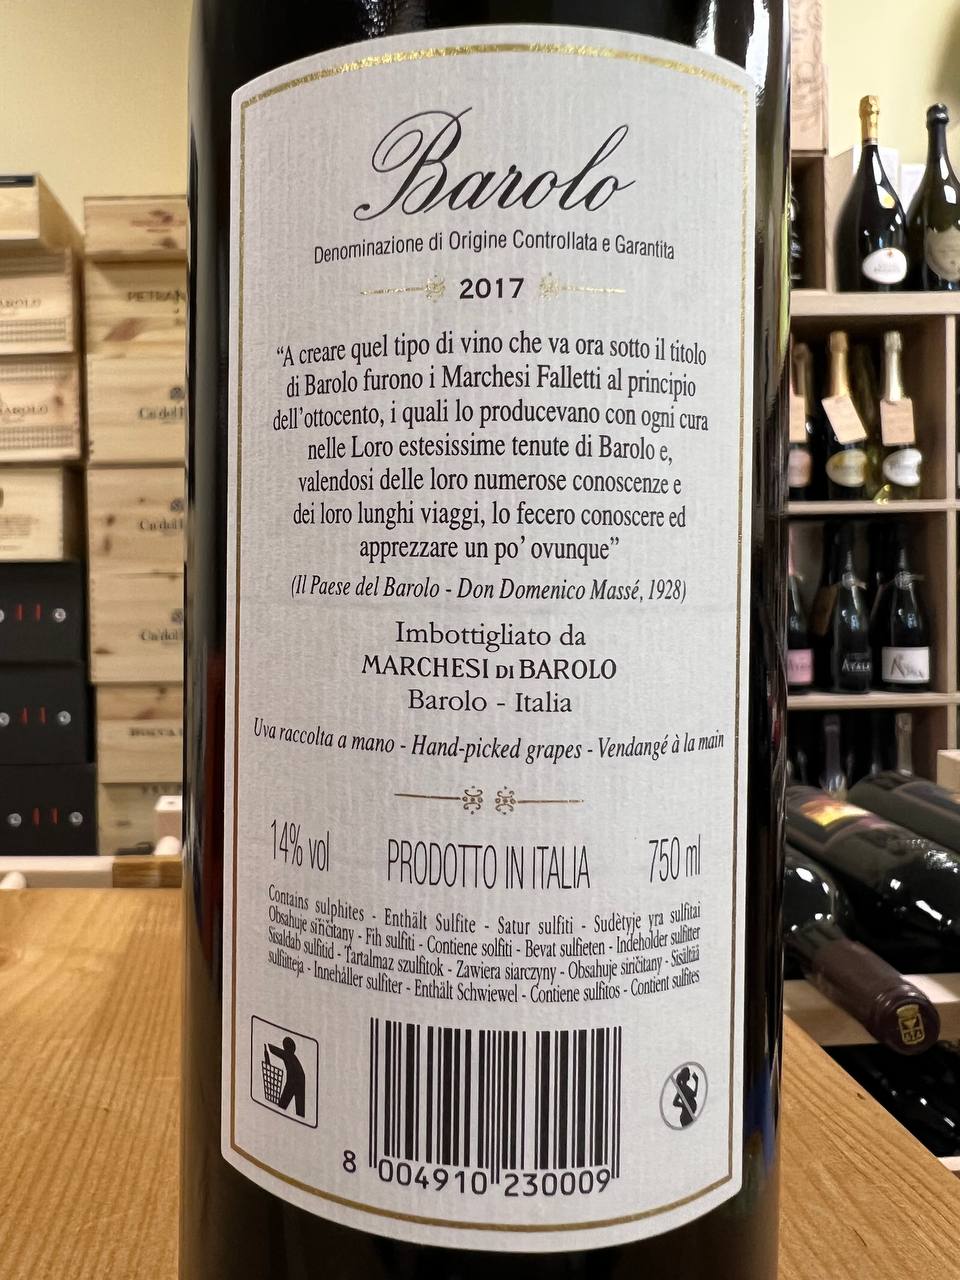 Barolo
Denominazione di Origine Controllata e Garantita
2017
“A creare quel tipo di vino che va ora sotto il titolo
di Barolo furono i Marchesi Falletti al principio
dell’ottocento, i quali lo producevano con ogni cura
nelle Loro estesissime tenute di Barolo e,
valendosi delle loro numerose conoscenze e
dei loro lunghi viaggi, lo fecero conoscere ed
apprezzare un po’ ovunque”
(Il Paese del Barolo - Don Domenico Massé, 1928)
Imbottigliato da
MARCHESI DI BAROLO
Barolo - Italia
Uva raccolta a mano - Hand-picked grapes - Vendangé à la main
14% vol PRODOTTO IN ITALIA 750 ml
Contains sulphites - Enthält Sulfite - Satur sulfiti - Sudètyje yra sulfitai
Obsahuje siřičitany - Fih sulfiti - Contiene solfiti - Bevat sulfieten - Indeholder sulfitter
Sisaldab sulfitid - Tartalmaz szulfitok - Zawiera siarczyny - Obsahuje siričitany - Sisältää
sulfiitteja - Innehåller sulfiter - Enthält Schwiewel - Contiene sulfitos - Contient sulfites
8 004910 230009
AYALA